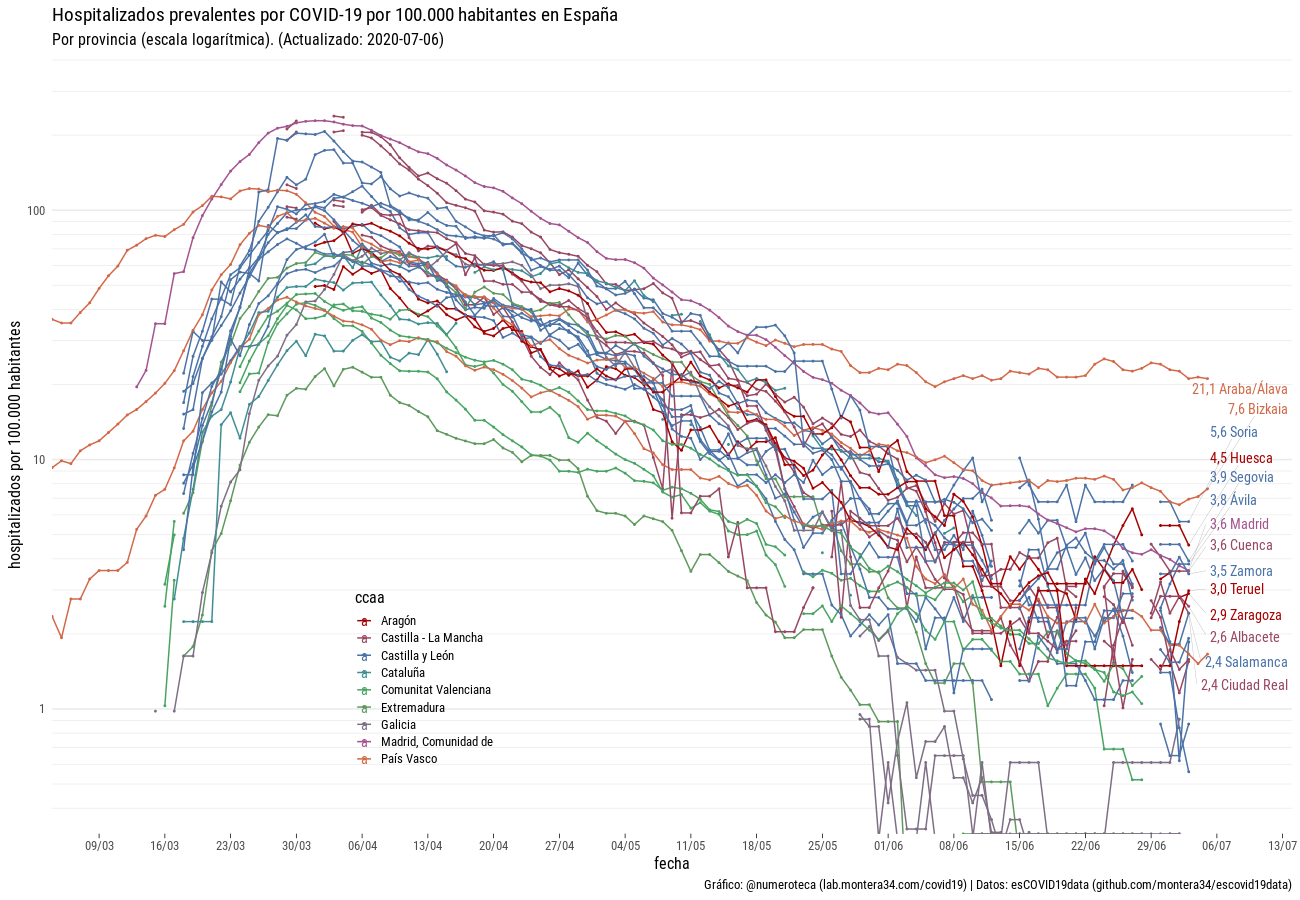 Hospitalizados prevalentes por COVID-19 por 100.000 habitantes en España
Por provincia (escala logarítmica). (Actualizado: 2020-07-06)
hospitalizados por 100.000 habitantes
100
10
1
21,1 Araba/Álava
7,6 Bizkaia
5,6 Soria
4,5 Huesca
3,9 Segovia
3,8 Ávila
3,6 Madrid
3,6 Cuenca
3,5 Zamora
3,0 Teruel
2,9 Zaragoza
2,6 Albacete
2,4 Salamanca
2,4 Ciudad Real
ccaa
Aragón
Castilla - La Mancha
Castilla y León
Cataluña
Comunitat Valenciana
Extremadura
Galicia
Madrid, Comunidad de
País Vasco
09/03 16/03 23/03 30/03 06/04 13/04 20/04 27/04 04/05 11/05 18/05 25/05 01/06 08/06 15/06 22/06 29/06 06/07 13/07
fecha
Gráfico: @numeroteca (lab.montera34.com/covid19) | Datos: esCOVID19data (github.com/montera34/escovid19data)